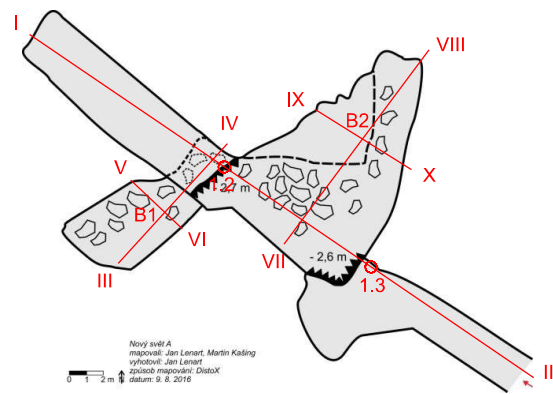 I
VIII
IX
IV
B2
V
X
1.2
- 2,7 m
B1
VI
VII
- 2,6 m
III
1.3
II
Nový svět A
mapovali: Jan Lenart, Martin Kašing
vyhotovil: Jan Lenart
způsob mapování: DistoX
datum: 9. 8. 2016
0 1 2 m